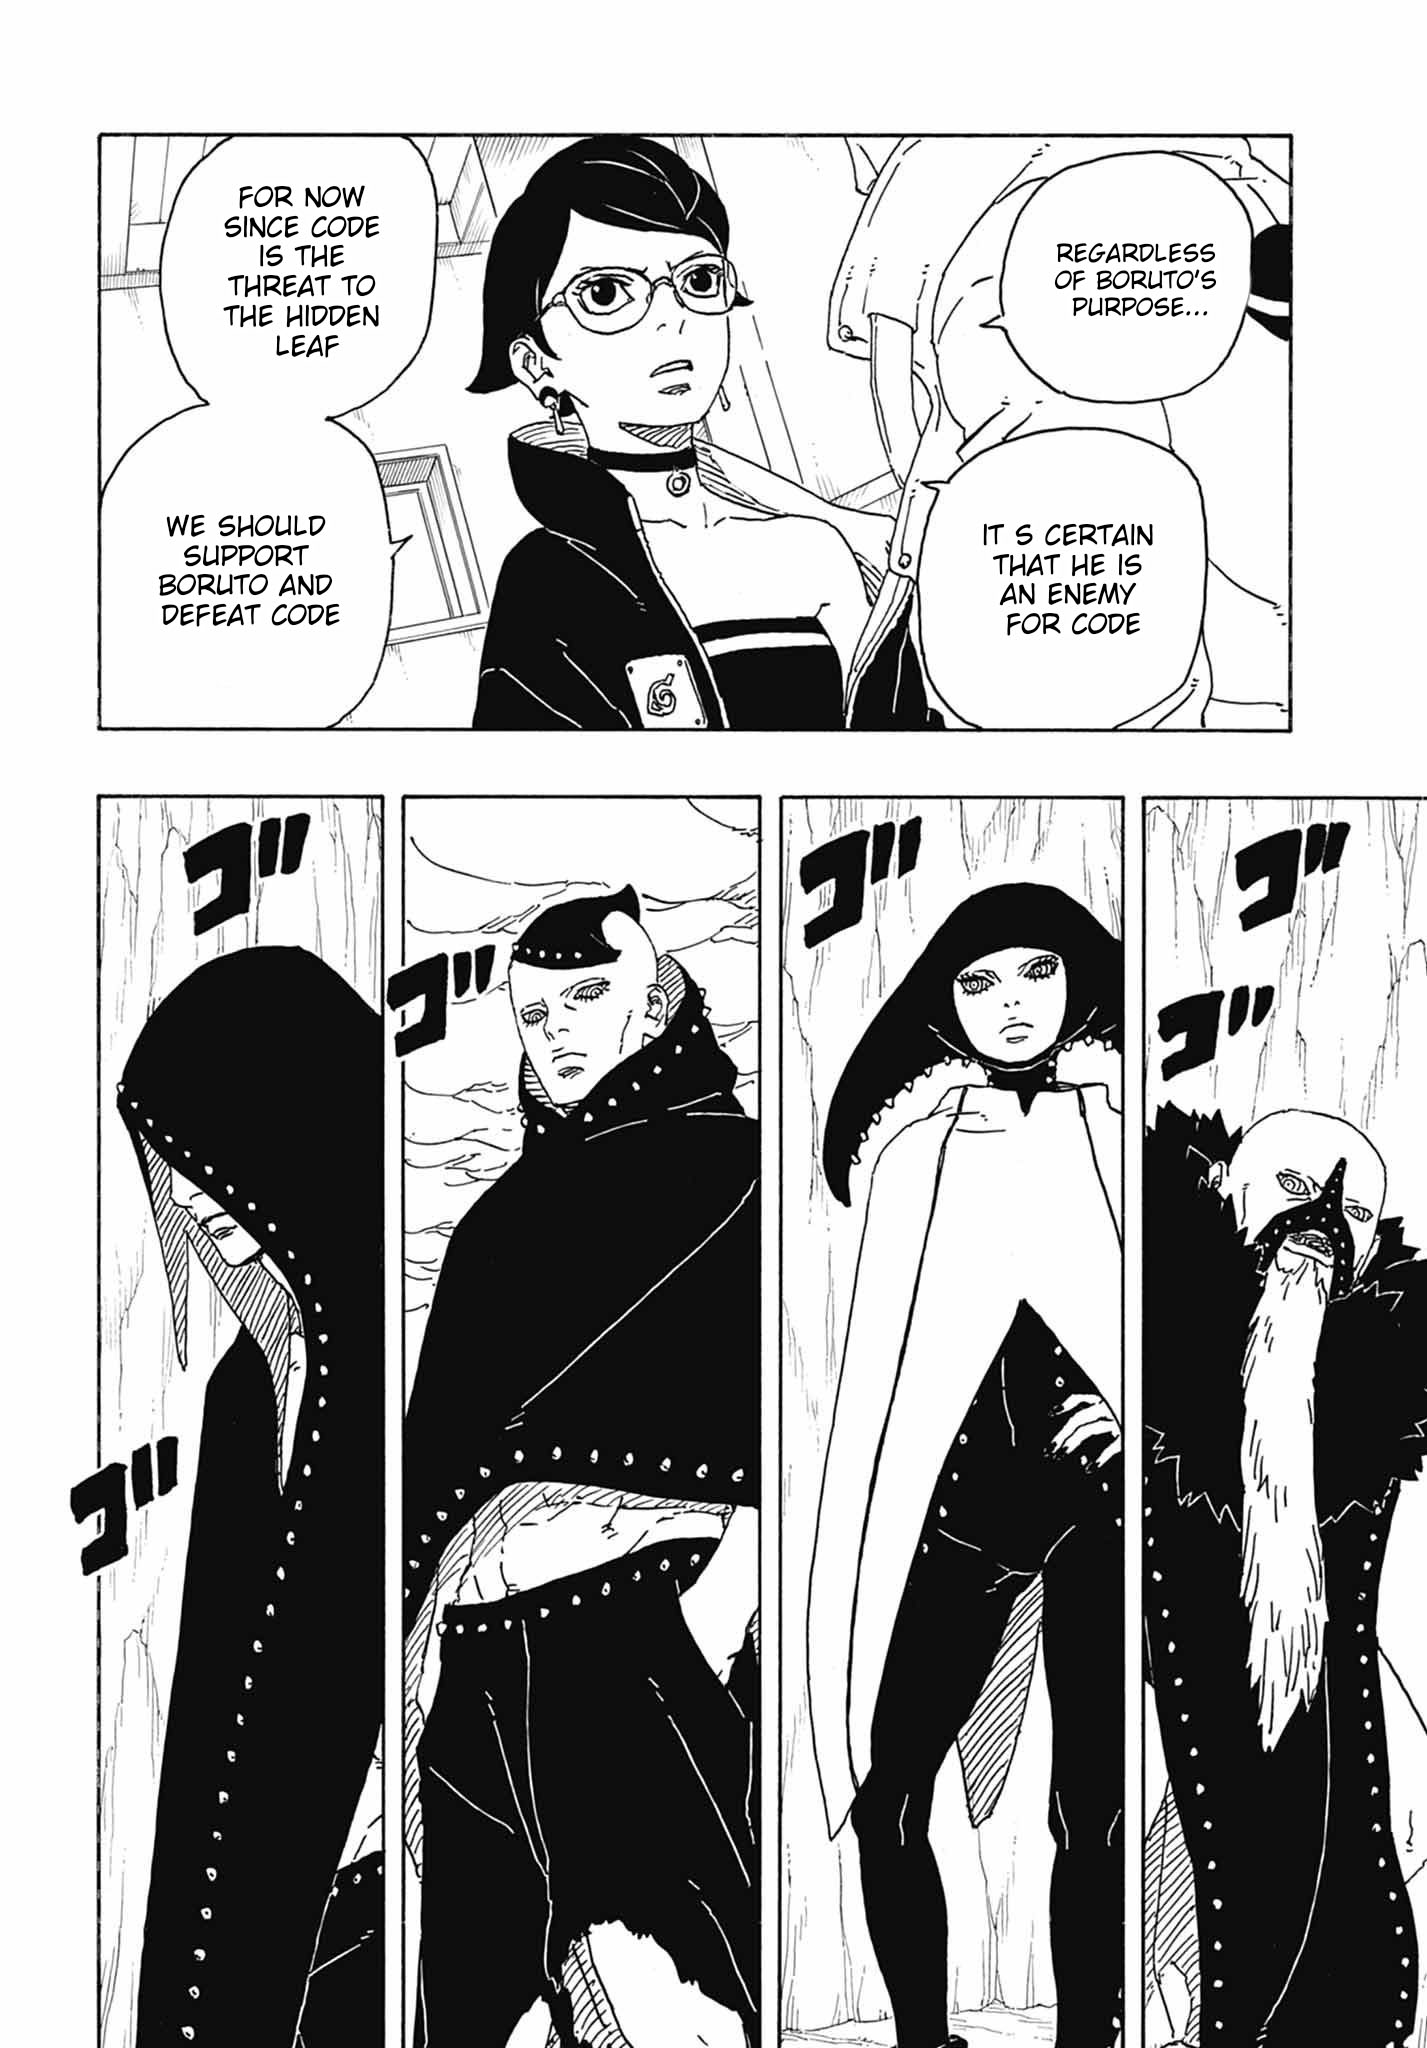 REGARDLESS
OF BORUTO'S
PURPOSE...
IT S CERTAIN
THAT HE IS
AN ENEMY
FOR CODE
FOR NOW
SINCE CODE
IS THE
THREAT TO
THE HIDDEN
LEAF
WE SHOULD
SUPPORT
BORUTO AND
DEFEAT CODE
ゴ
ゴ
ゴ
ゴ
ゴ
ゴ